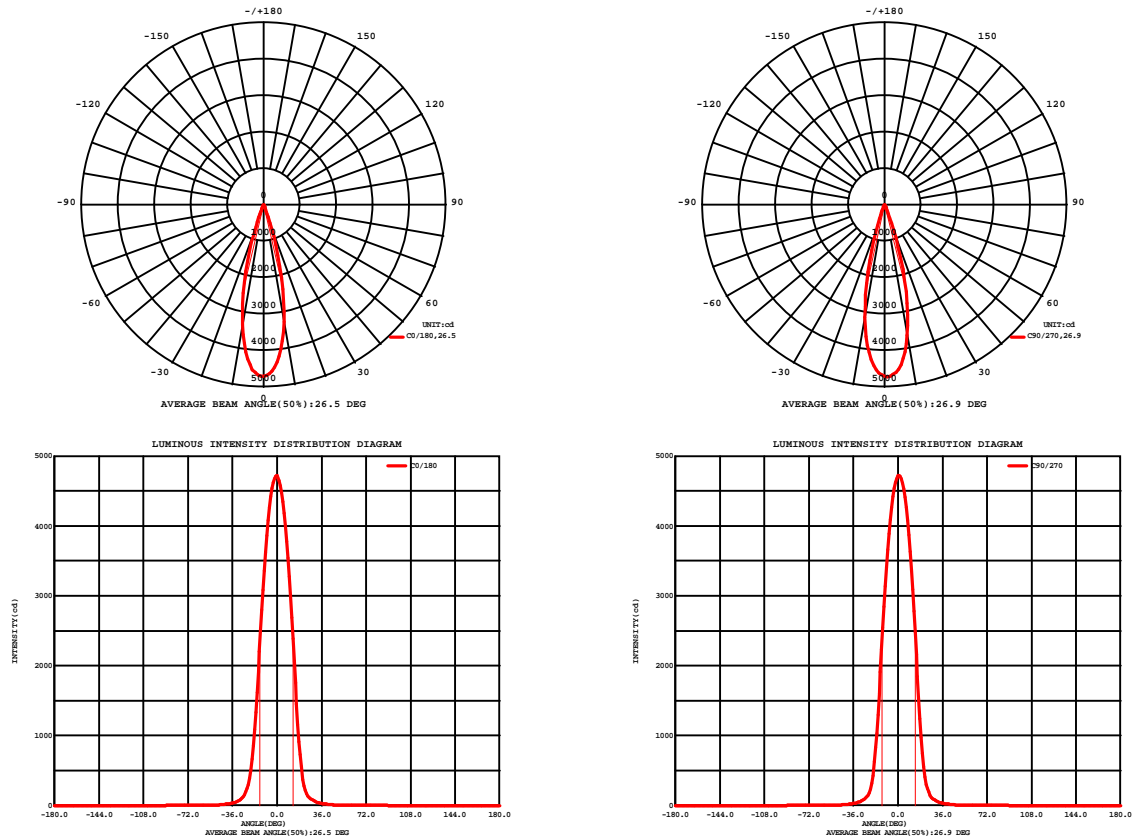 -/+180
-150
150
-120
120
-90
90
-60
60
-30
30
0
0
1000
2000
3000
4000
5000
UNIT:cd
C0/180,26.5
AVERAGE BEAM ANGLE(50%):26.5 DEG
-/+180
-150
150
-120
120
-90
90
-60
60
-30
30
0
0
1000
2000
3000
4000
5000
UNIT:cd
C90/270,26.9
AVERAGE BEAM ANGLE(50%):26.9 DEG
LUMINOUS INTENSITY DISTRIBUTION DIAGRAM
C0/180
INTENSITY(cd)
5000
4000
3000
2000
1000
0
-180.0 -144.0 -108.0 -72.0 -36.0 0.0 36.0 72.0 108.0 144.0 180.0
ANGLE(DEG)
AVERAGE BEAM ANGLE(50%):26.5 DEG
LUMINOUS INTENSITY DISTRIBUTION DIAGRAM
C90/270
INTENSITY(cd)
5000
4000
3000
2000
1000
0
-180.0 -144.0 -108.0 -72.0 -36.0 0.0 36.0 72.0 108.0 144.0 180.0
ANGLE(DEG)
AVERAGE BEAM ANGLE(50%):26.9 DEG